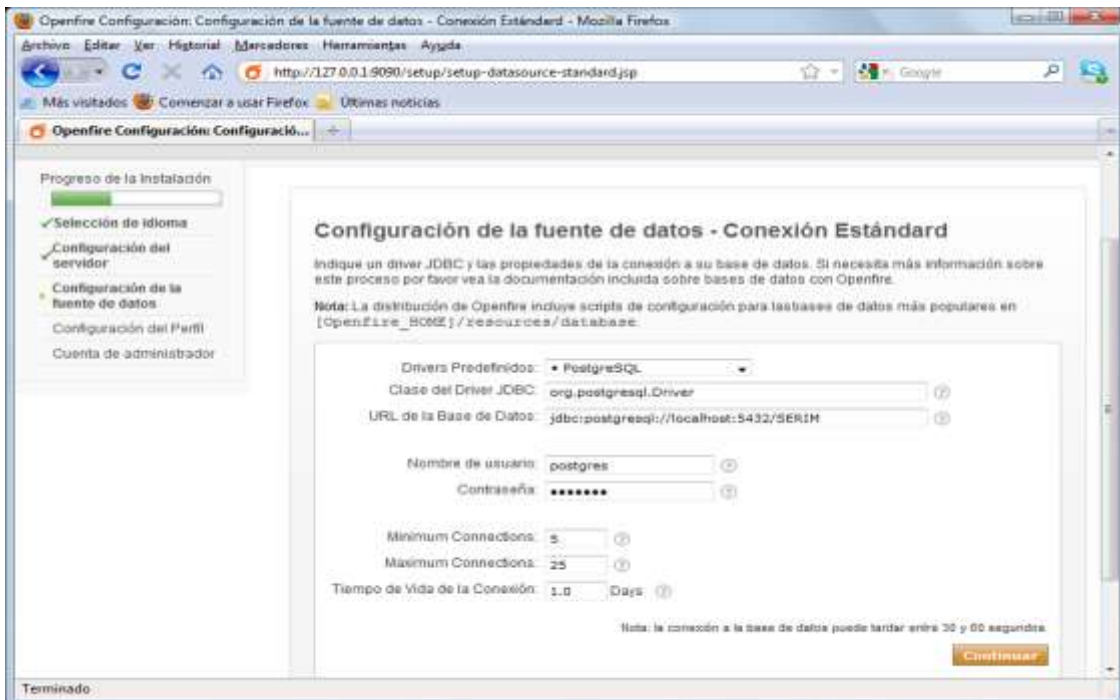 Openfire Configuración: Configuración de la fuente de datos - Conexión Estándard - Mozilla Firefox
Archivo Editar Ver Historial Marcadores Herramientas Ayuda
http://127.0.0.1:9090/setup/setup-datasource-standard.jsp
Google
Más visitados Comenzar a usar Firefox Últimas noticias
Openfire Configuración: Configuració...
Progreso de la Instalación
Selección de idioma
Configuración del
servidor
Configuración de la
fuente de datos
Configuración del Perfil
Cuenta de administrador
Configuración de la fuente de datos - Conexión Estándard
Indique un driver JDBC y las propiedades de la conexión a su base de datos. Si necesita más información sobre
este proceso por favor vea la documentación incluida sobre bases de datos con Openfire.
Nota: La distribución de Openfire incluye scripts de configuración para lasbases de datos más populares en
[Openfire_HOME]/resources/database.
Drivers Predefinidos: • PostgreSQL
Clase del Driver JDBC: org.postgresql.Driver
URL de la Base de Datos: jdbc:postgresql://localhost:5432/SERIM
Nombre de usuario: postgres
Contraseña: •••••••
Minimum Connections: 5
Maximum Connections: 25
Tiempo de Vida de la Conexión: 1.0 Days
Nota: la conexión a la base de datos puede tardar entre 30 y 60 segundos.
Continuar
Terminado